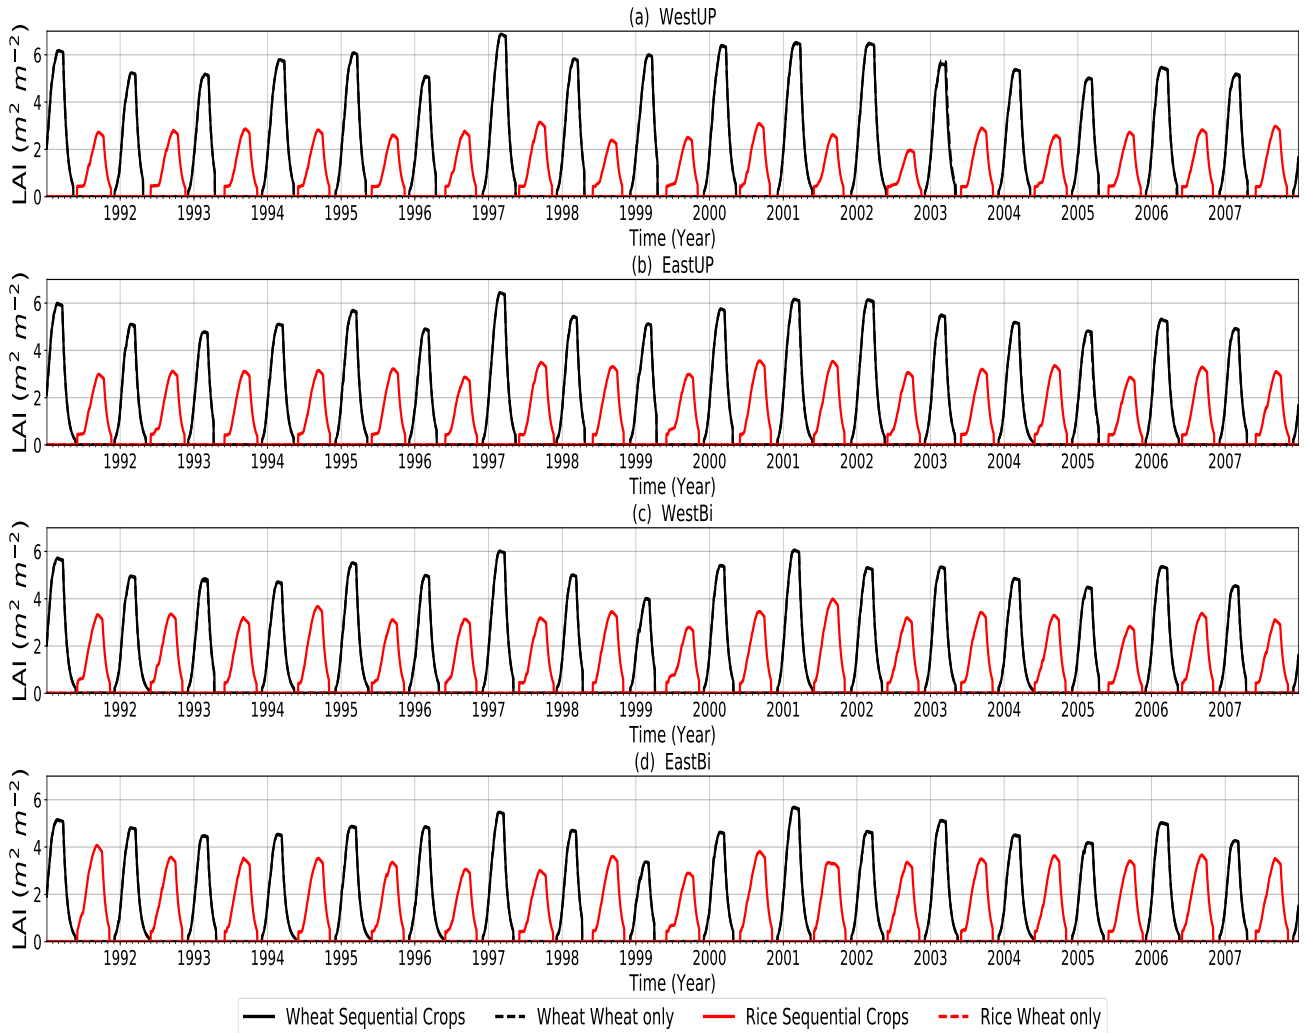 (a) WestUP
LAI (m² m⁻²)
6
4
2
0
1992 1993 1994 1995 1996 1997 1998 1999 2000 2001 2002 2003 2004 2005 2006 2007
Time (Year)
(b) EastUP
LAI (m² m⁻²)
6
4
2
0
1992 1993 1994 1995 1996 1997 1998 1999 2000 2001 2002 2003 2004 2005 2006 2007
Time (Year)
(c) WestBi
LAI (m² m⁻²)
6
4
2
0
1992 1993 1994 1995 1996 1997 1998 1999 2000 2001 2002 2003 2004 2005 2006 2007
Time (Year)
(d) EastBi
LAI (m² m⁻²)
6
4
2
0
1992 1993 1994 1995 1996 1997 1998 1999 2000 2001 2002 2003 2004 2005 2006 2007
Time (Year)
Wheat Sequential Crops Wheat Wheat only Rice Sequential Crops Rice Wheat only